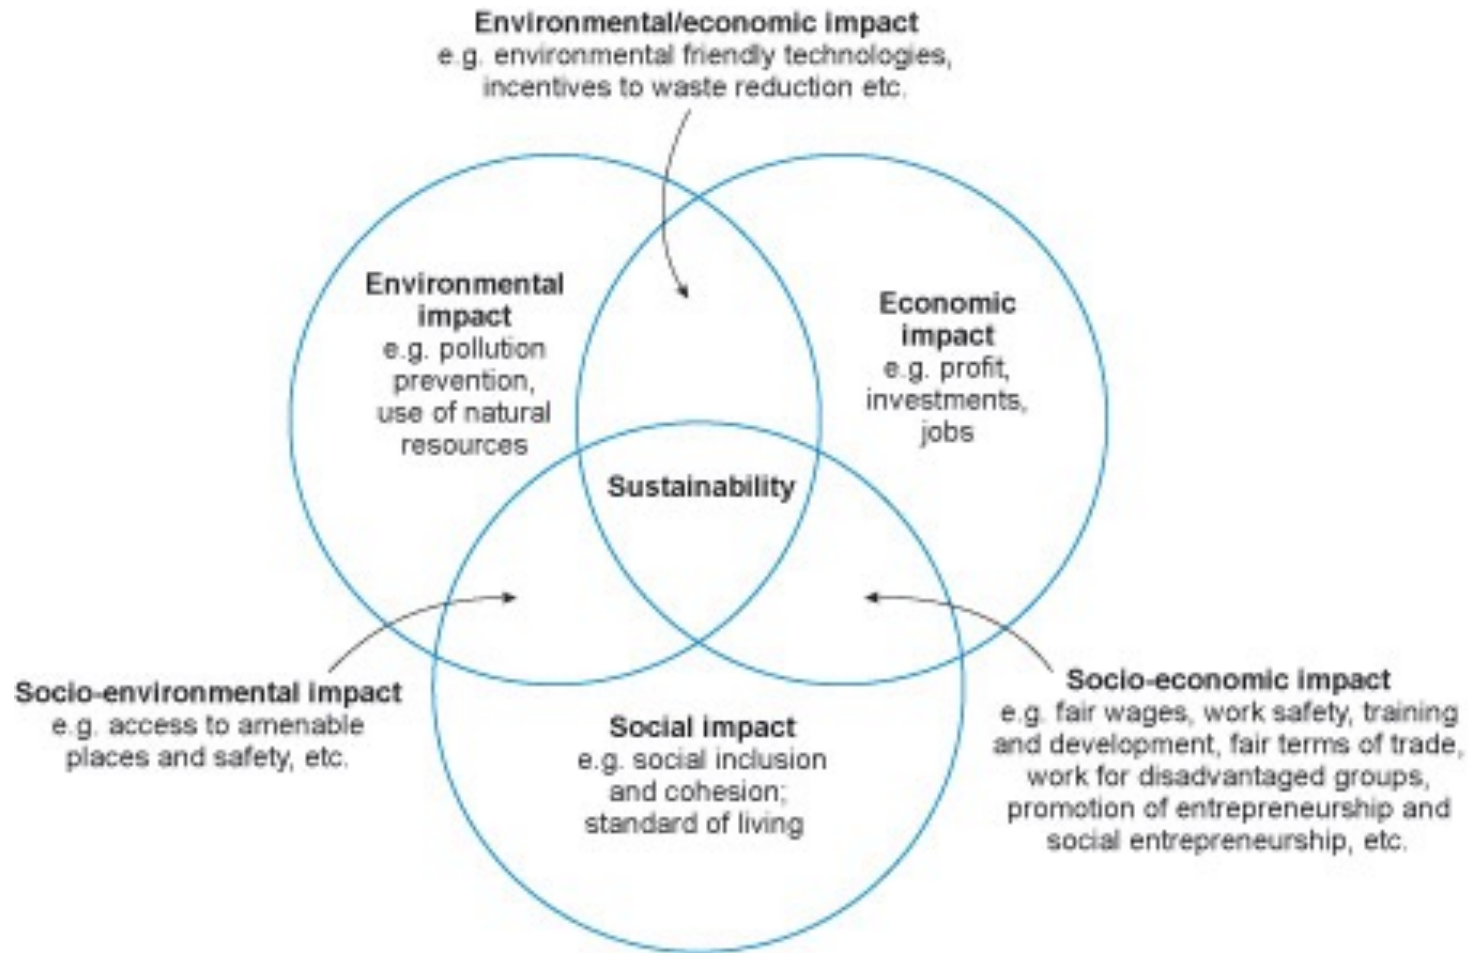 Environmental/economic impact
e.g. environmental friendly technologies,
incentives to waste reduction etc.
Environmental
impact
e.g. pollution
prevention,
use of natural
resources
Economic
impact
e.g. profit,
investments,
jobs
Sustainability
Socio-environmental impact
e.g. access to amenable
places and safety, etc.
Social impact
e.g. social inclusion
and cohesion;
standard of living
Socio-economic impact
e.g. fair wages, work safety, training
and development, fair terms of trade,
work for disadvantaged groups,
promotion of entrepreneurship and
social entrepreneurship, etc.